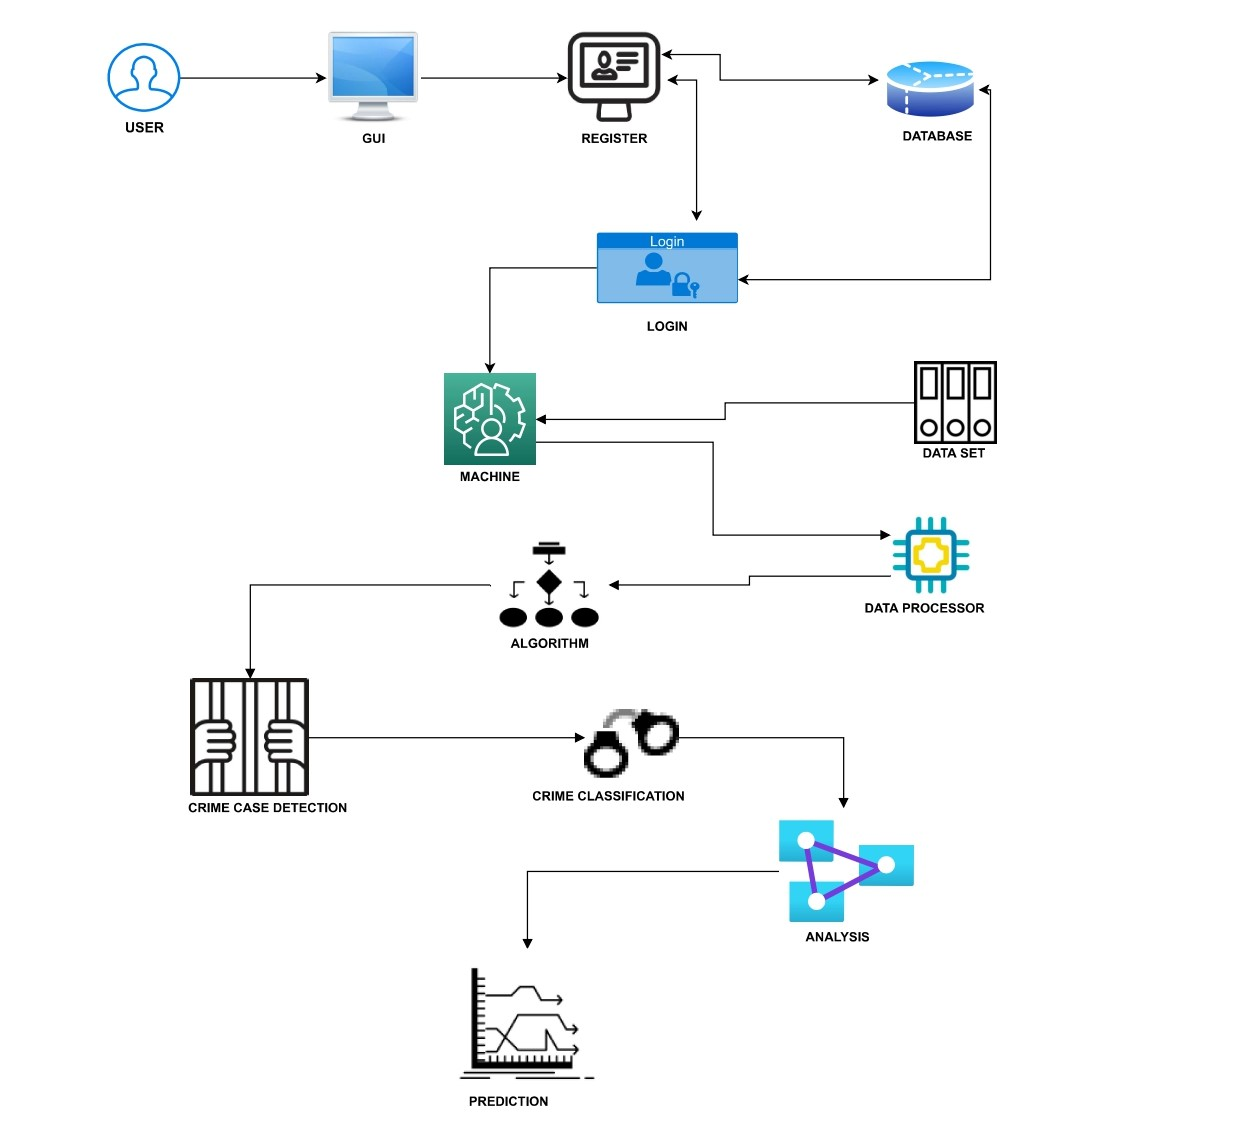 USER
GUI
REGISTER
DATABASE
Login
LOGIN
DATA SET
MACHINE
DATA PROCESSOR
ALGORITHM
CRIME CASE DETECTION
CRIME CLASSIFICATION
ANALYSIS
PREDICTION